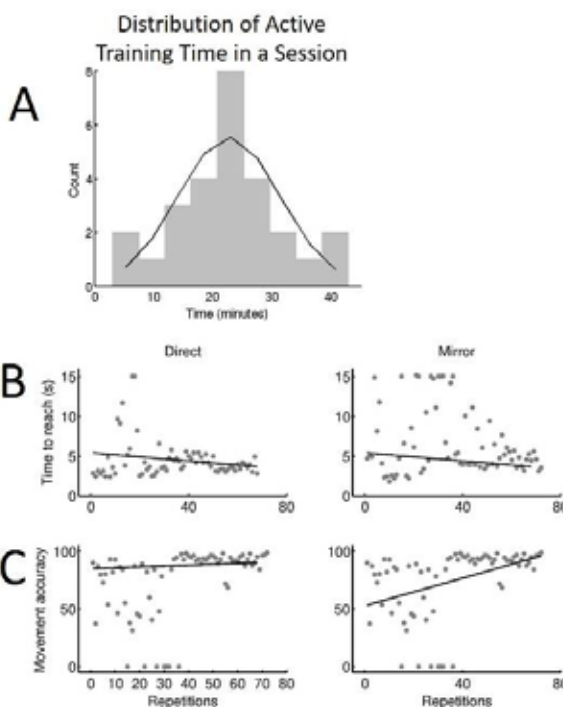 Distribution of Active
Training Time in a Session
A
8
6
4
2
0
Count
0 10 20 30 40
Time (minutes)
B
Direct
Mirror
Time to reach (s)
15
10
5
0
0 40 80
15
10
5
0
0 40 80
C
Movement accuracy
100
50
0
0 10 20 30 40 50 60 70 80
Repetitions
100
50
0
0 40 80
Repetitions